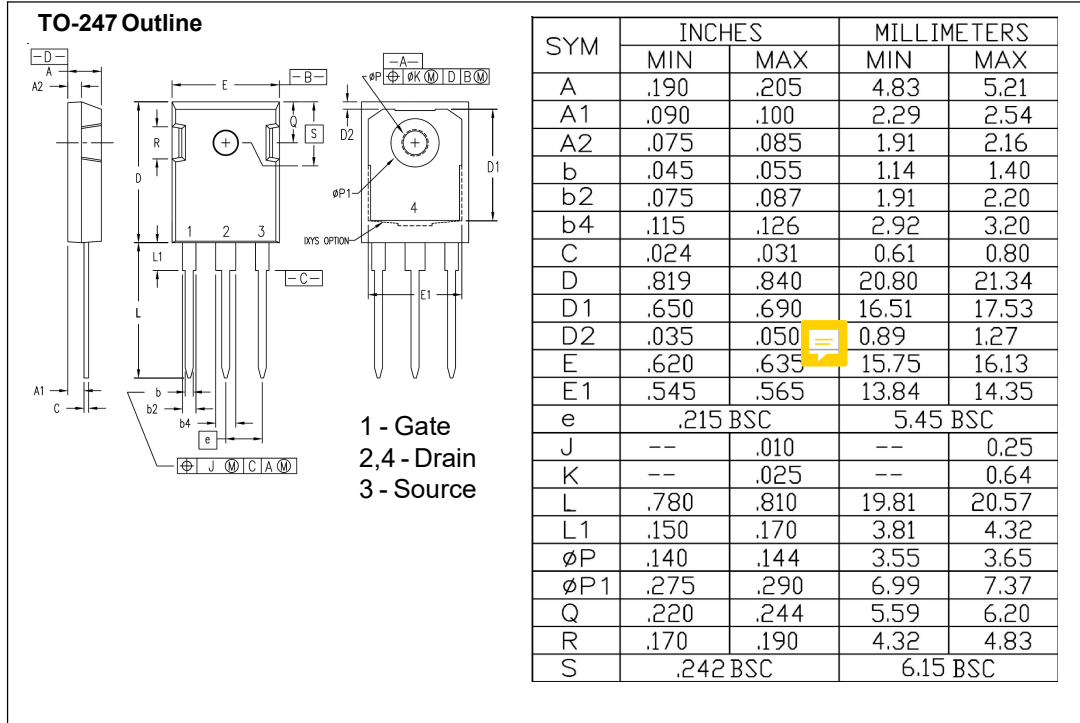 TO-247 Outline
-D-
A
A2
E
-B-
-A-
øP ⌖ øK Ⓜ D BⓂ
R
Q
S
D2
D1
D
øP1
4
1 2 3
IXYS OPTION
L1
-C-
E1
L
A1
C
b
b2
b4
e
⌖ J Ⓜ C A Ⓜ
1 - Gate
2,4 - Drain
3 - Source
SYM INCHES MILLIMETERS
MIN MAX MIN MAX
A .190 .205 4.83 5.21
A1 .090 .100 2.29 2.54
A2 .075 .085 1.91 2.16
b .045 .055 1.14 1.40
b2 .075 .087 1.91 2.20
b4 .115 .126 2.92 3.20
C .024 .031 0.61 0.80
D .819 .840 20.80 21.34
D1 .650 .690 16.51 17.53
D2 .035 .050 0.89 1.27
E .620 .635 15.75 16.13
E1 .545 .565 13.84 14.35
e .215 BSC 5.45 BSC
J -- .010 -- 0.25
K -- .025 -- 0.64
L .780 .810 19.81 20.57
L1 .150 .170 3.81 4.32
øP .140 .144 3.55 3.65
øP1 .275 .290 6.99 7.37
Q .220 .244 5.59 6.20
R .170 .190 4.32 4.83
S .242 BSC 6.15 BSC